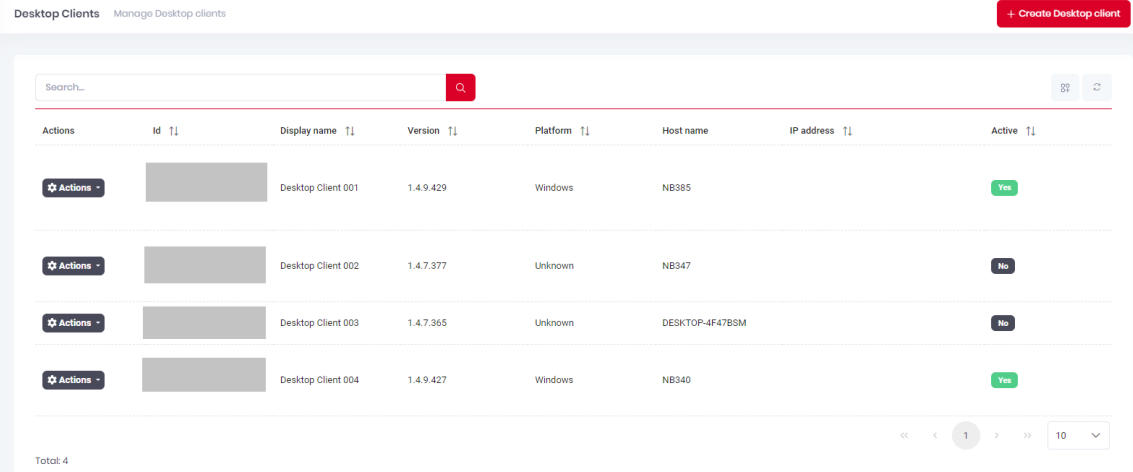 Desktop Clients Manage Desktop clients + Create Desktop client
Search...
Actions Id Display name Version Platform Host name IP address Active
Actions Desktop Client 001 1.4.9.429 Windows NB385 Yes
Actions Desktop Client 002 1.4.7.377 Unknown NB347 No
Actions Desktop Client 003 1.4.7.365 Unknown DESKTOP-4F47BSM No
Actions Desktop Client 004 1.4.9.427 Windows NB340 Yes
« ‹ 1 › » 10
Total: 4